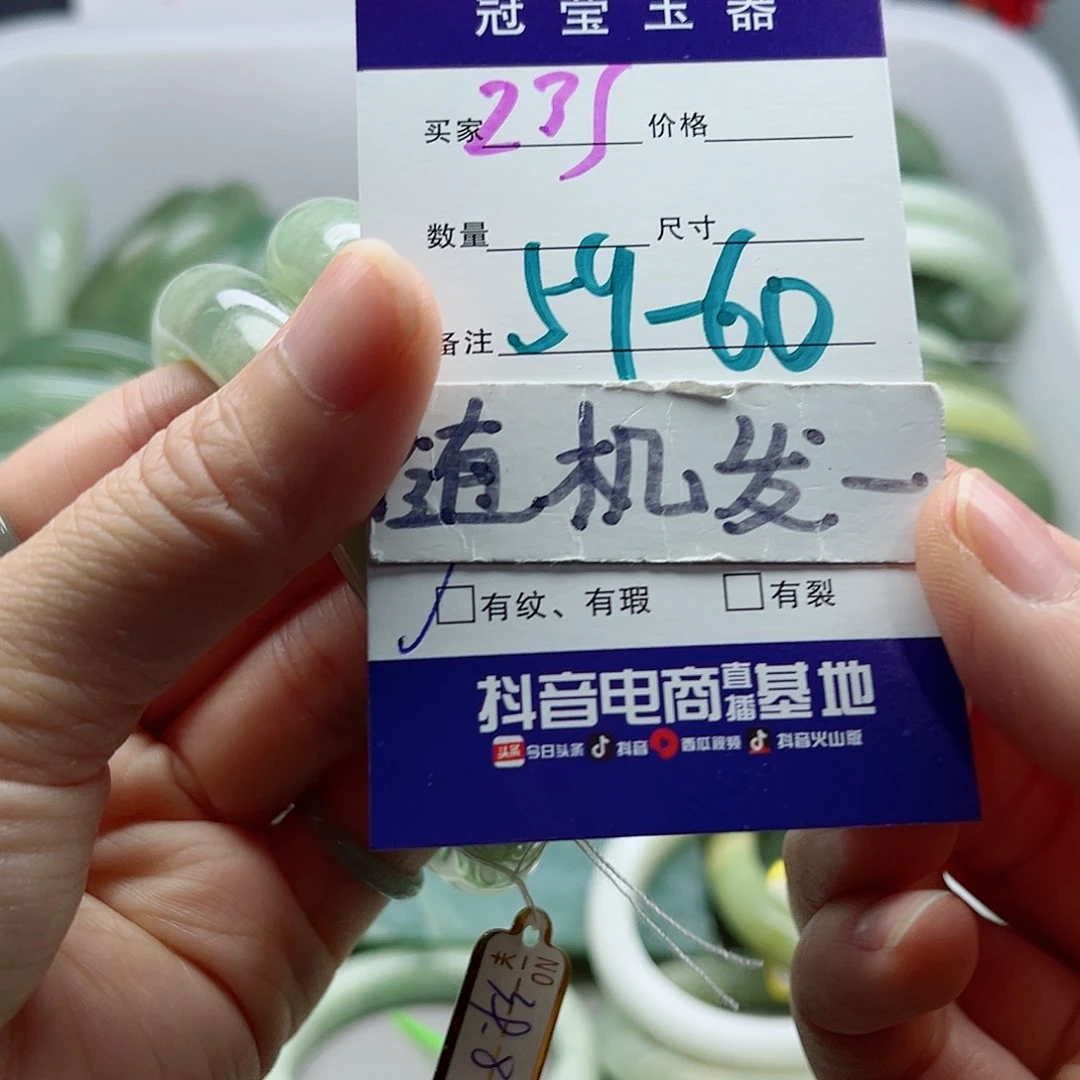 冠莹玉器
买家 235 价格
数量 尺寸
备注 59-60
随机发一
有纹、有瑕 有裂
抖音电商直播基地
头条 今日头条 抖音 西瓜视频 抖音火山版
NO